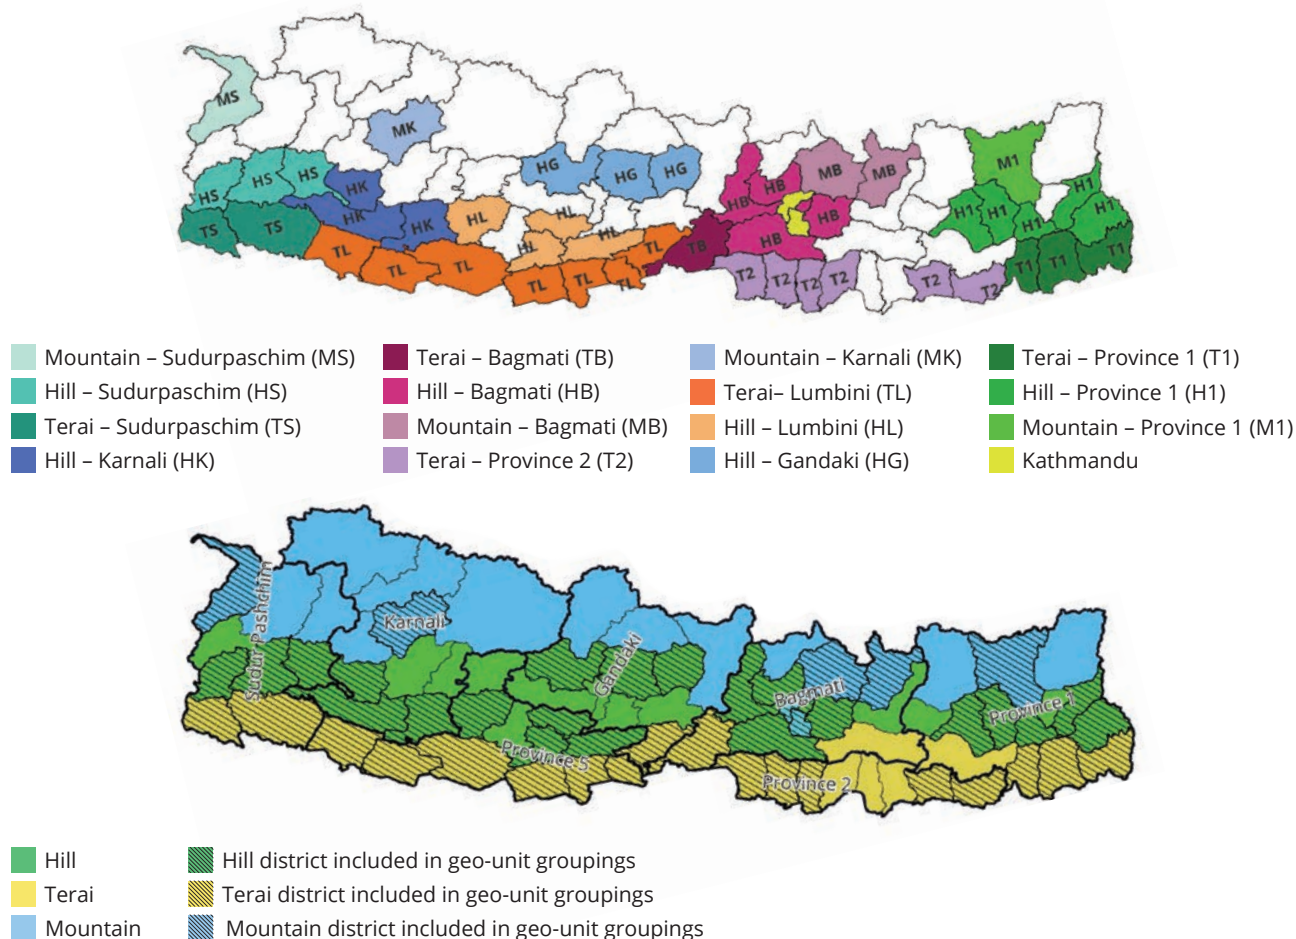 MS
MK
HS
HS
HS
HK
HK
HK
TS
TS
HG
HG
HG
HL
HL
HL
HL
TL
TL
TL
TL
TL
TL
TL
TB
HB
HB
HB
HB
MB
MB
T2
T2
T2
T2
T2
T2
M1
H1
H1
H1
H1
H1
T1
T1
T1
Mountain – Sudurpaschim (MS)
Hill – Sudurpaschim (HS)
Terai – Sudurpaschim (TS)
Hill – Karnali (HK)
Terai – Bagmati (TB)
Hill – Bagmati (HB)
Mountain – Bagmati (MB)
Terai – Province 2 (T2)
Mountain – Karnali (MK)
Terai– Lumbini (TL)
Hill – Lumbini (HL)
Hill – Gandaki (HG)
Terai – Province 1 (T1)
Hill – Province 1 (H1)
Mountain – Province 1 (M1)
Kathmandu
Sudur Pashchim
Karnali
Gandaki
Bagmati
Province 1
Province 5
Province 2
Hill
Terai
Mountain
Hill district included in geo-unit groupings
Terai district included in geo-unit groupings
Mountain district included in geo-unit groupings